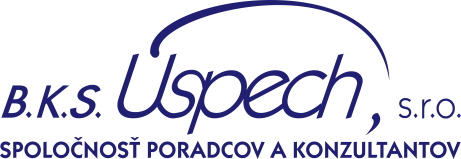 B.K.S. Úspech, s.r.o.
SPOLOČNOSŤ PORADCOV A KONZULTANTOV